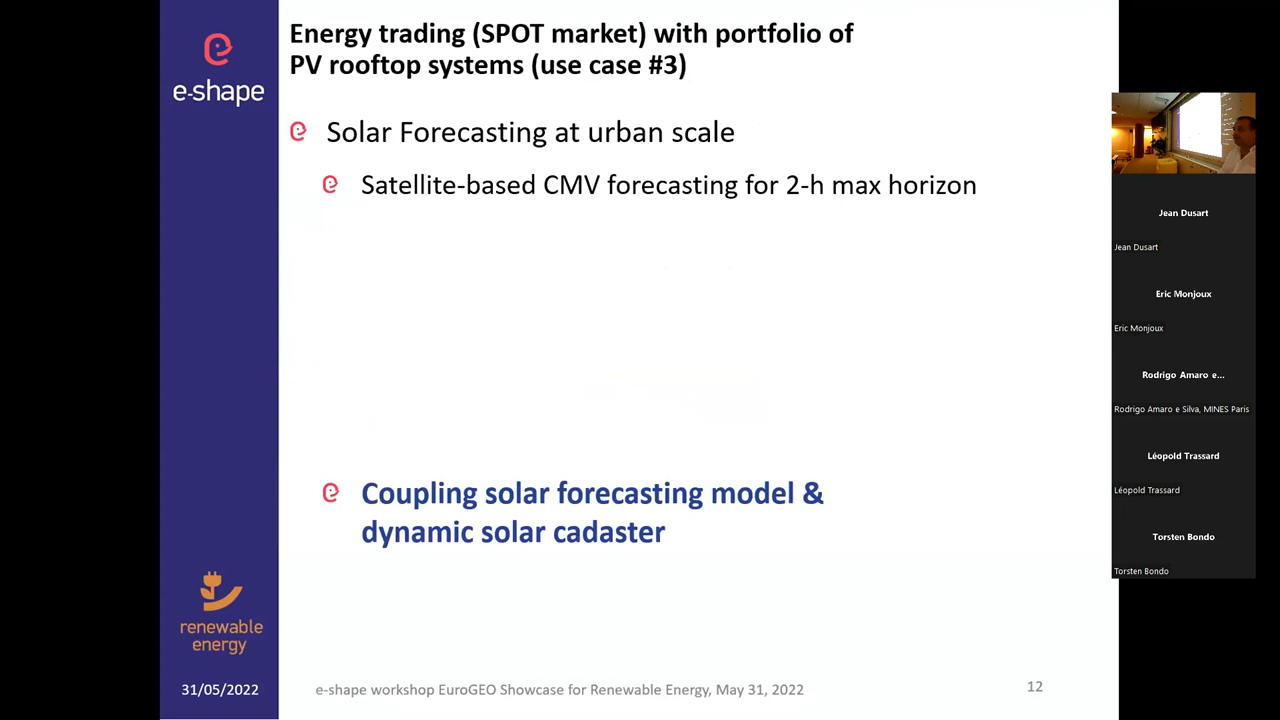 Energy trading (SPOT market) with portfolio of
PV rooftop systems (use case #3)
e-shape
Solar Forecasting at urban scale
Satellite-based CMV forecasting for 2-h max horizon
Coupling solar forecasting model &
dynamic solar cadaster
renewable
energy
31/05/2022
e-shape workshop EuroGEO Showcase for Renewable Energy, May 31, 2022
12
Jean Dusart
Jean Dusart
Eric Monjoux
Eric Monjoux
Rodrigo Amaro e...
Rodrigo Amaro e Silva, MINES Paris
Léopold Trassard
Léopold Trassard
Torsten Bondo
Torsten Bondo